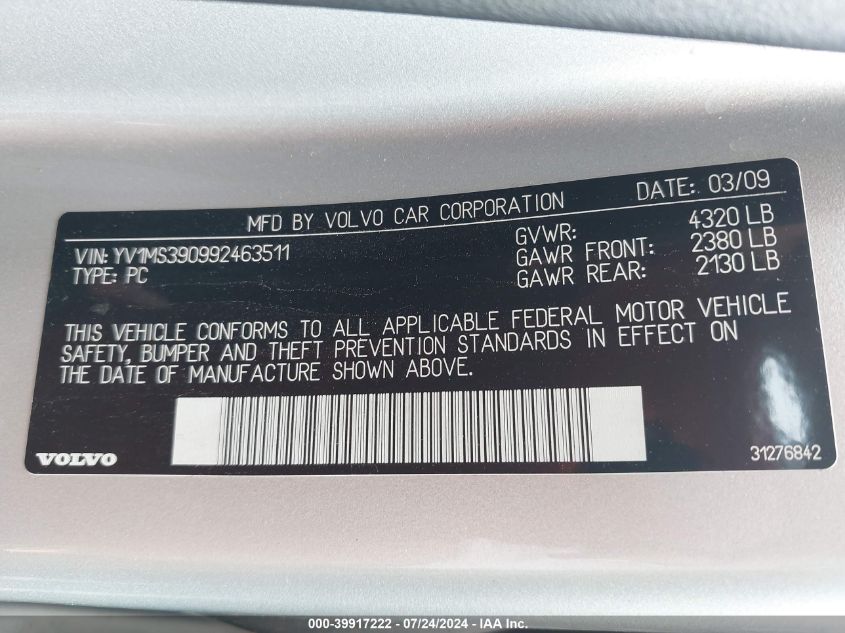 MFD BY VOLVO CAR CORPORATION DATE: 03/09
VIN: YV1MS390992463511 GVWR: 4320 LB
TYPE: PC GAWR FRONT: 2380 LB
GAWR REAR: 2130 LB
THIS VEHICLE CONFORMS TO ALL APPLICABLE FEDERAL MOTOR VEHICLE
SAFETY, BUMPER AND THEFT PREVENTION STANDARDS IN EFFECT ON
THE DATE OF MANUFACTURE SHOWN ABOVE.
VOLVO 31276842
000-39917222 - 07/24/2024 - IAA Inc.